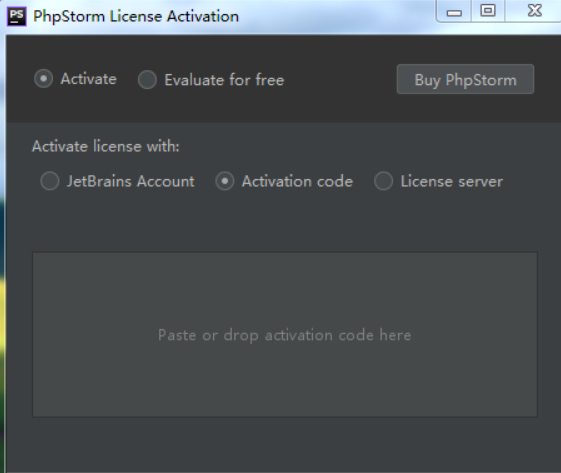 PS PhpStorm License Activation
Activate Evaluate for free Buy PhpStorm
Activate license with:
JetBrains Account Activation code License server
Paste or drop activation code here